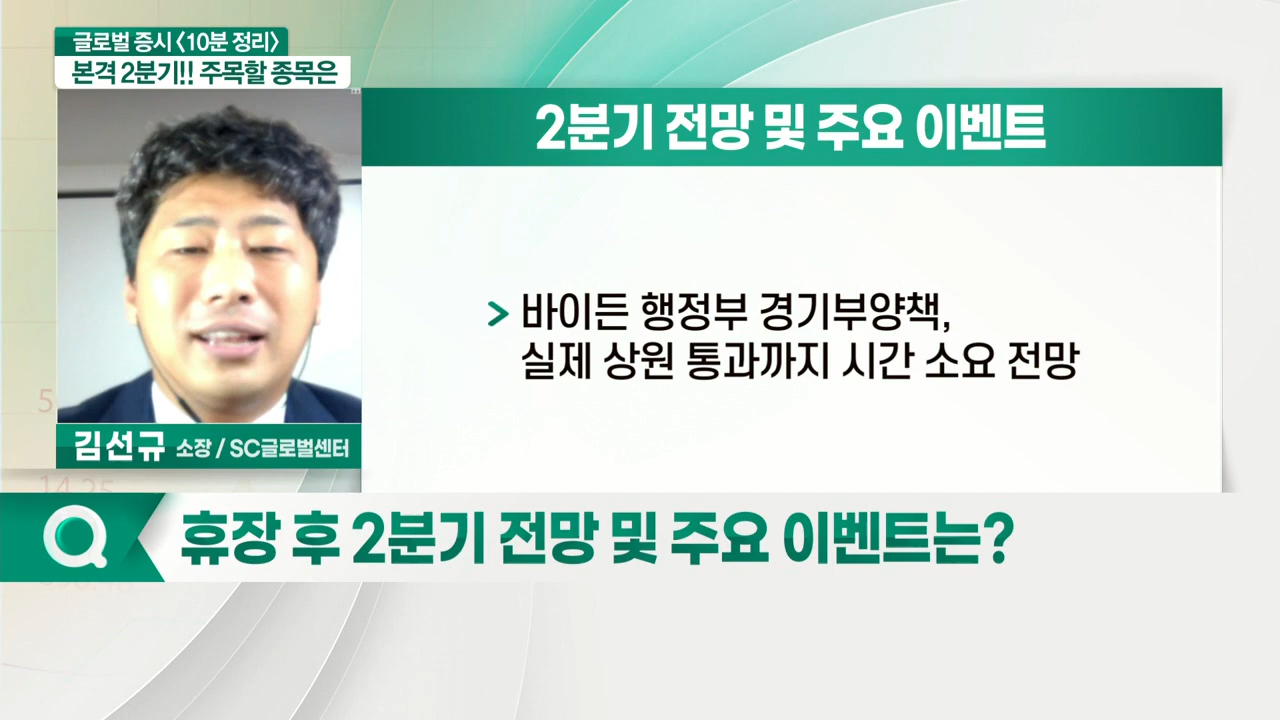 글로벌 증시 <10분 정리>
본격 2분기!! 주목할 종목은
2분기 전망 및 주요 이벤트
> 바이든 행정부 경기부양책,
실제 상원 통과까지 시간 소요 전망
김선규 소장 / SC글로벌센터
휴장 후 2분기 전망 및 주요 이벤트는?